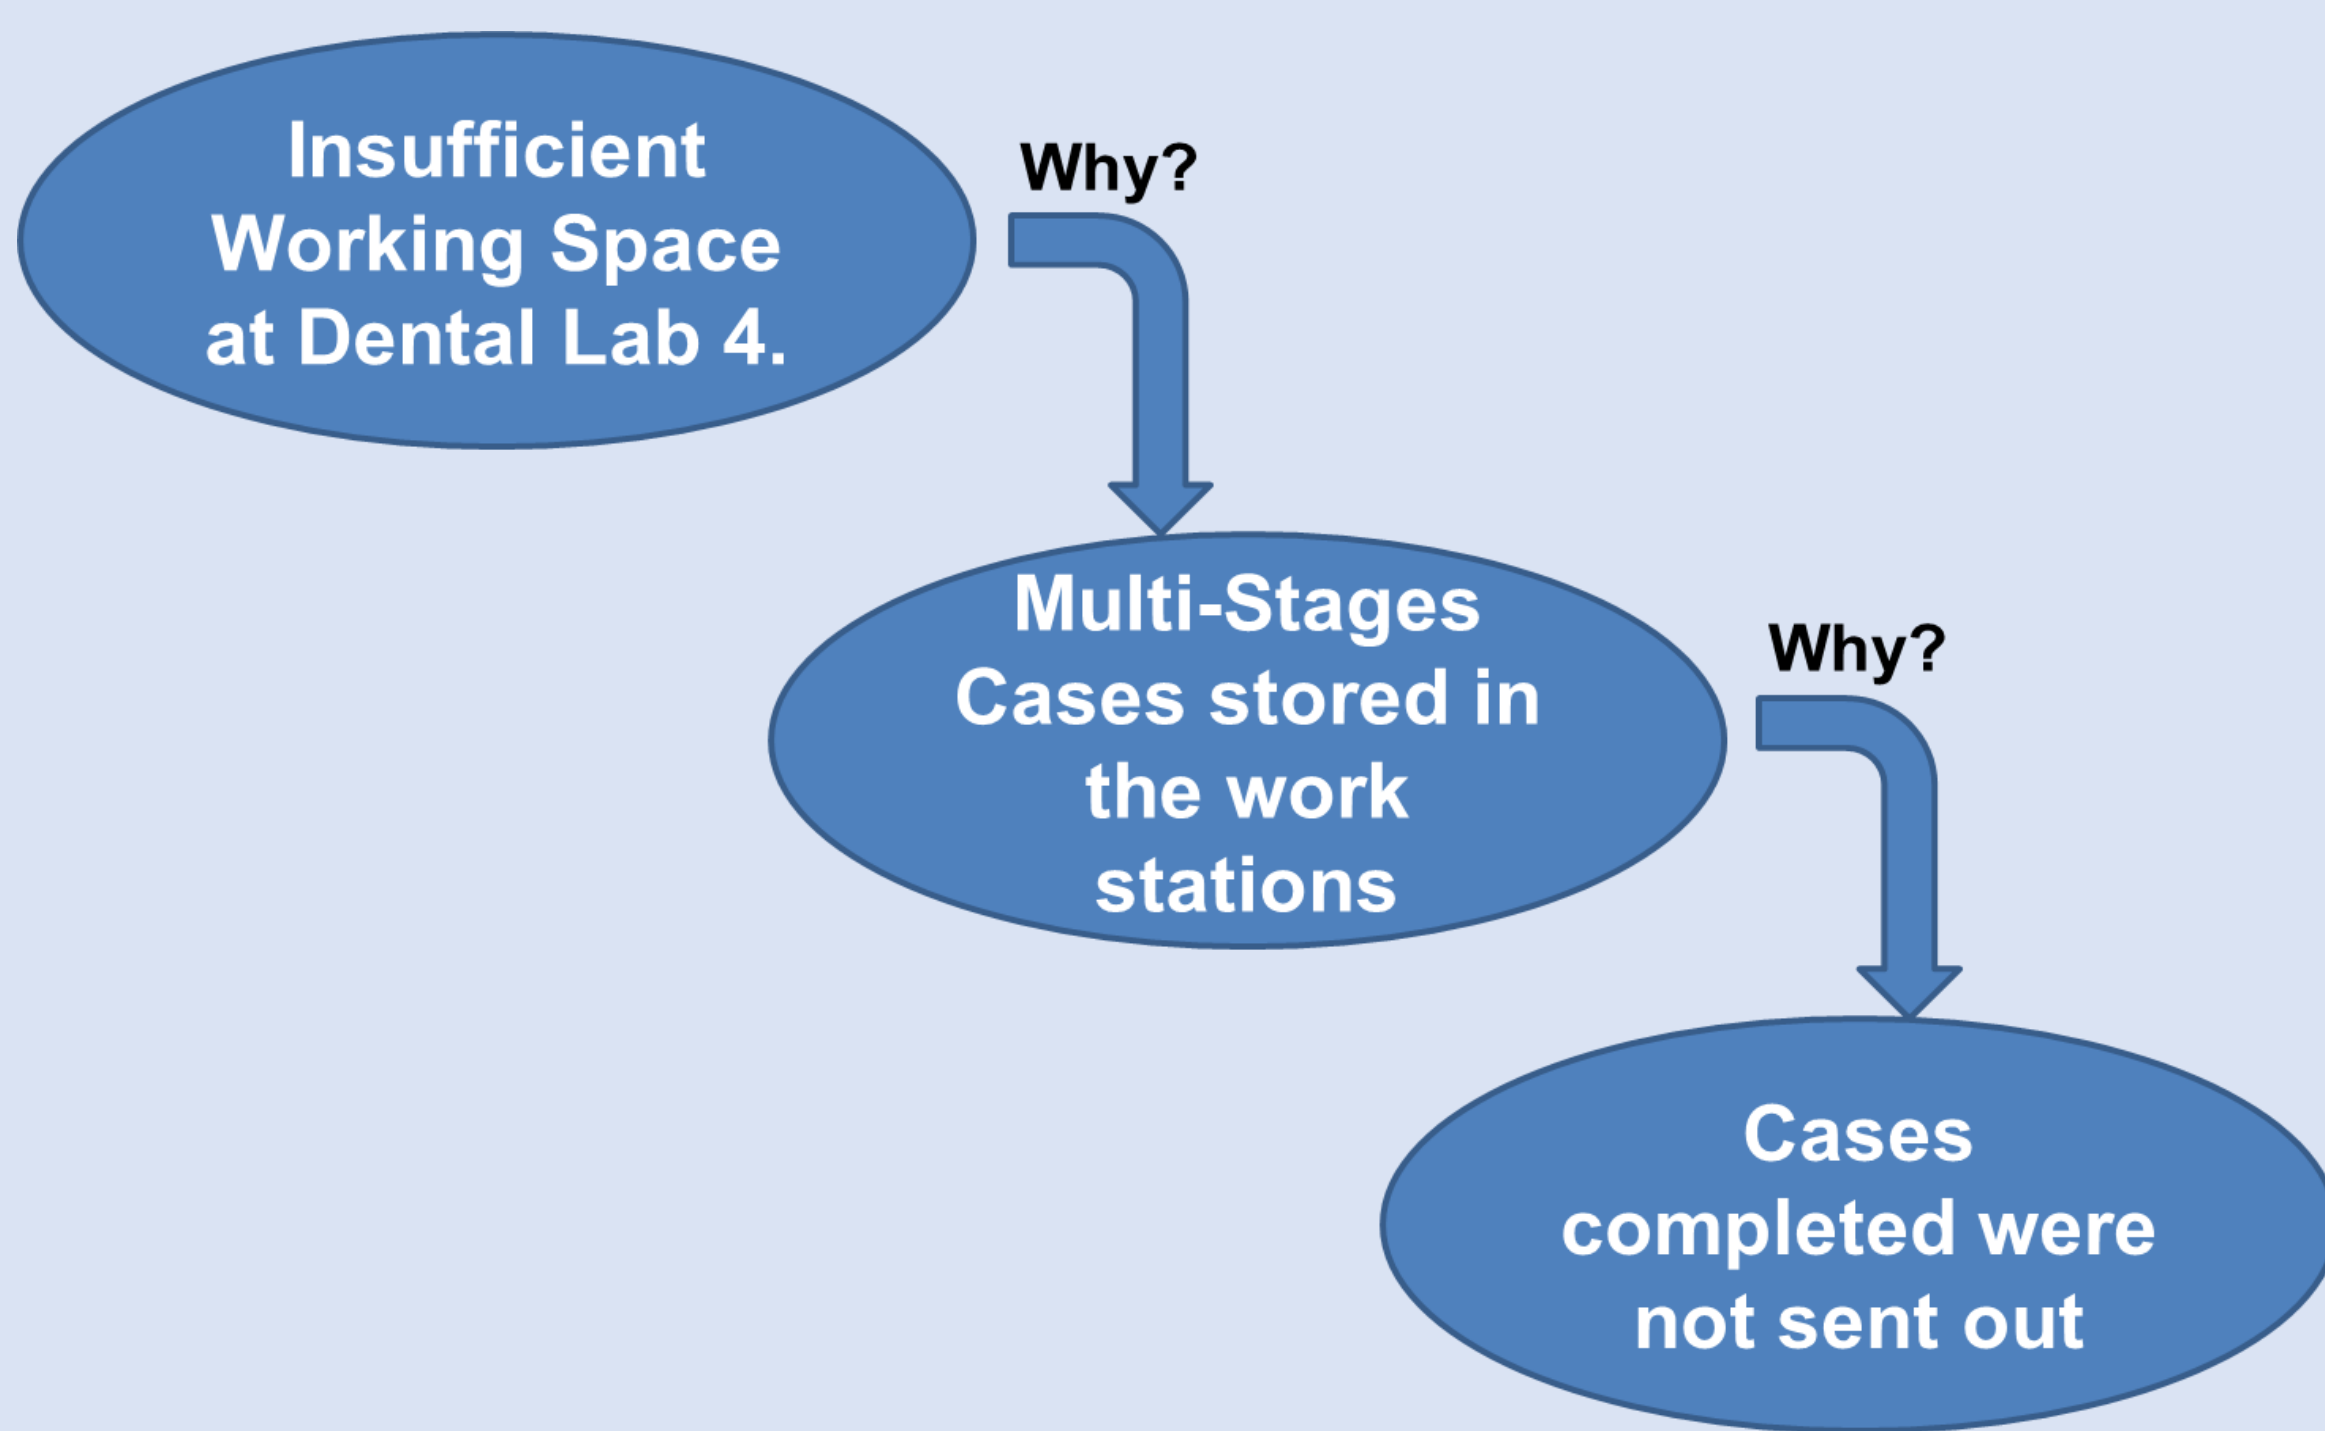 Insufficient
Working Space
at Dental Lab 4.
Why?
Multi-Stages
Cases stored in
the work
stations
Why?
Cases
completed were
not sent out